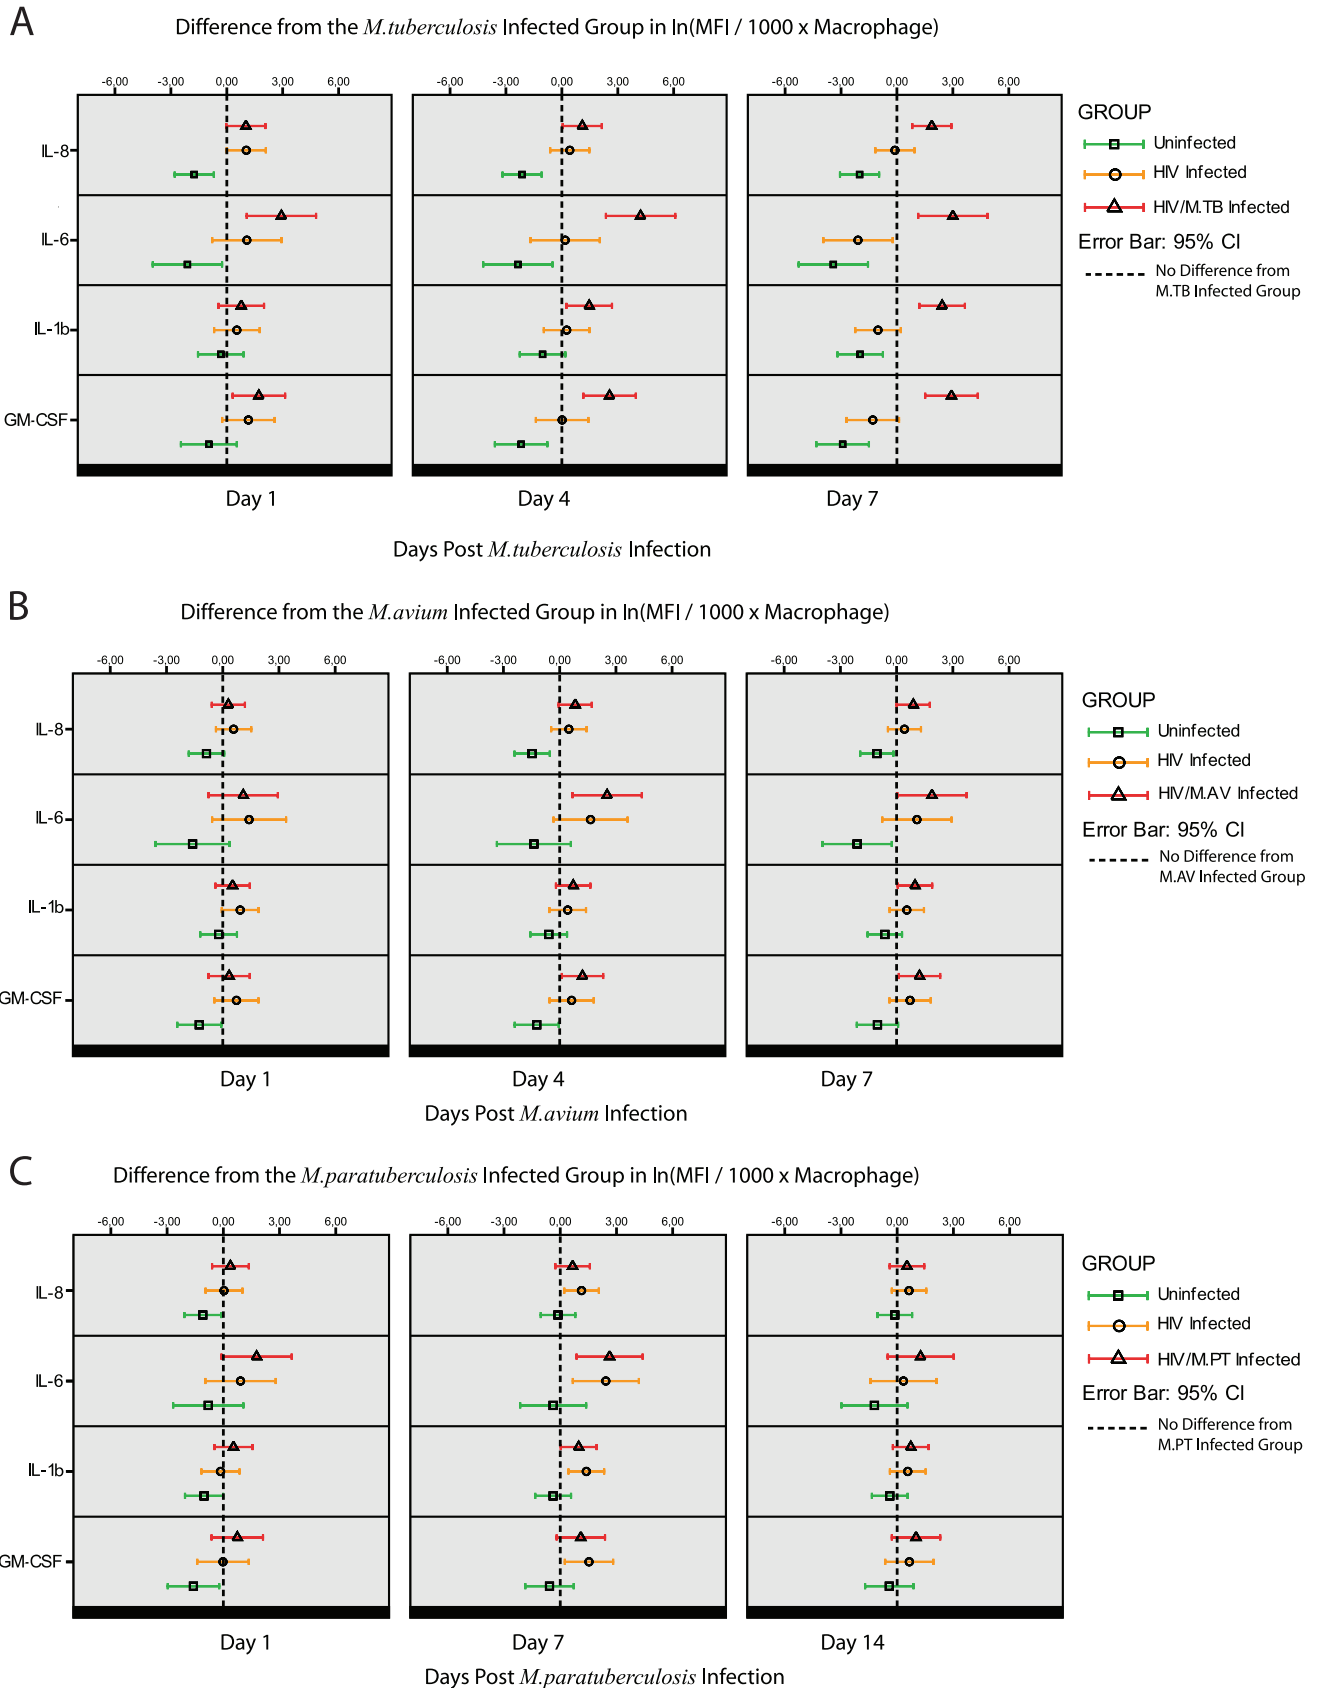 A
Difference from the M.tuberculosis Infected Group in ln(MFI / 1000 x Macrophage)
-6.00 -3.00 0.00 3.00 6.00 -6.00 -3.00 0.00 3.00 6.00 -6.00 -3.00 0.00 3.00 6.00
IL-8
IL-6
IL-1b
GM-CSF
GROUP
Uninfected
HIV Infected
HIV/M.TB Infected
Error Bar: 95% CI
No Difference from
M.TB Infected Group
Day 1 Day 4 Day 7
Days Post M.tuberculosis Infection
B
Difference from the M.avium Infected Group in ln(MFI / 1000 x Macrophage)
-6.00 -3.00 0.00 3.00 6.00 -6.00 -3.00 0.00 3.00 6.00 -6.00 -3.00 0.00 3.00 6.00
IL-8
IL-6
IL-1b
GM-CSF
GROUP
Uninfected
HIV Infected
HIV/M.AV Infected
Error Bar: 95% CI
No Difference from
M.AV Infected Group
Day 1 Day 4 Day 7
Days Post M.avium Infection
C
Difference from the M.paratuberculosis Infected Group in ln(MFI / 1000 x Macrophage)
-6.00 -3.00 0.00 3.00 6.00 -6.00 -3.00 0.00 3.00 6.00 -6.00 -3.00 0.00 3.00 6.00
IL-8
IL-6
IL-1b
GM-CSF
GROUP
Uninfected
HIV Infected
HIV/M.PT Infected
Error Bar: 95% CI
No Difference from
M.PT Infected Group
Day 1 Day 7 Day 14
Days Post M.paratuberculosis Infection